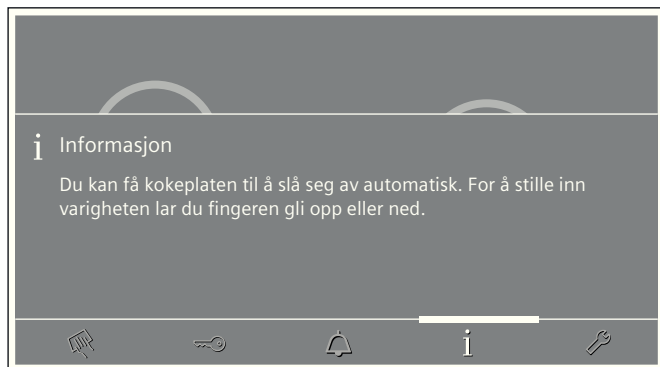 i Informasjon
Du kan få kokeplaten til å slå seg av automatisk. For å stille inn
varigheten lar du fingeren gli opp eller ned.
i